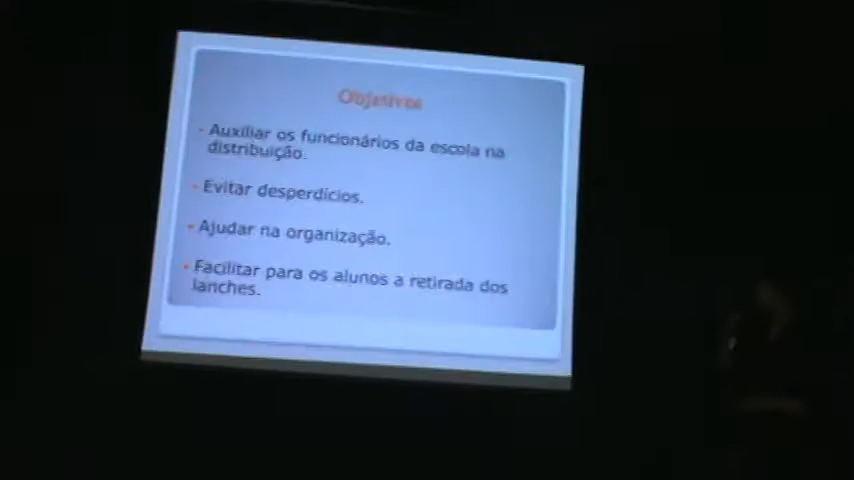 Objetivos
Auxiliar os funcionários da escola na
distribuição.
Evitar desperdícios.
Ajudar na organização.
Facilitar para os alunos a retirada dos
lanches.